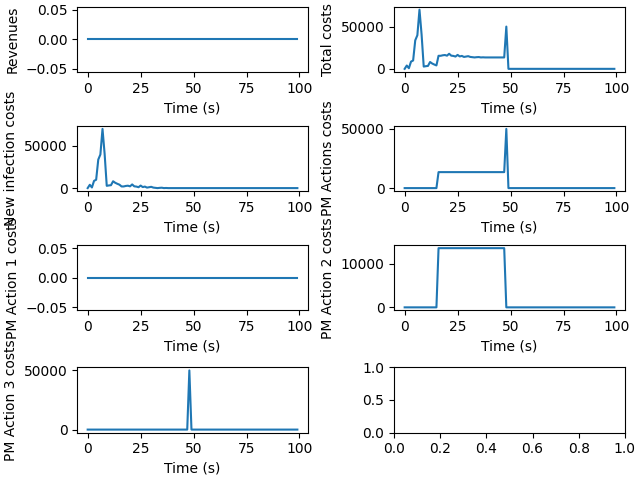 Revenues
0.05
0.00
−0.05
0 25 50 75 100
Time (s)
Total costs
50000
0
0 25 50 75 100
Time (s)
New infection costs
50000
0
0 25 50 75 100
Time (s)
PM Actions costs
50000
0
0 25 50 75 100
Time (s)
PM Action 1 costs
0.05
0.00
−0.05
0 25 50 75 100
Time (s)
PM Action 2 costs
10000
0
0 25 50 75 100
Time (s)
PM Action 3 costs
50000
0
0 25 50 75 100
Time (s)
1.0
0.5
0.0
0.0 0.2 0.4 0.6 0.8 1.0